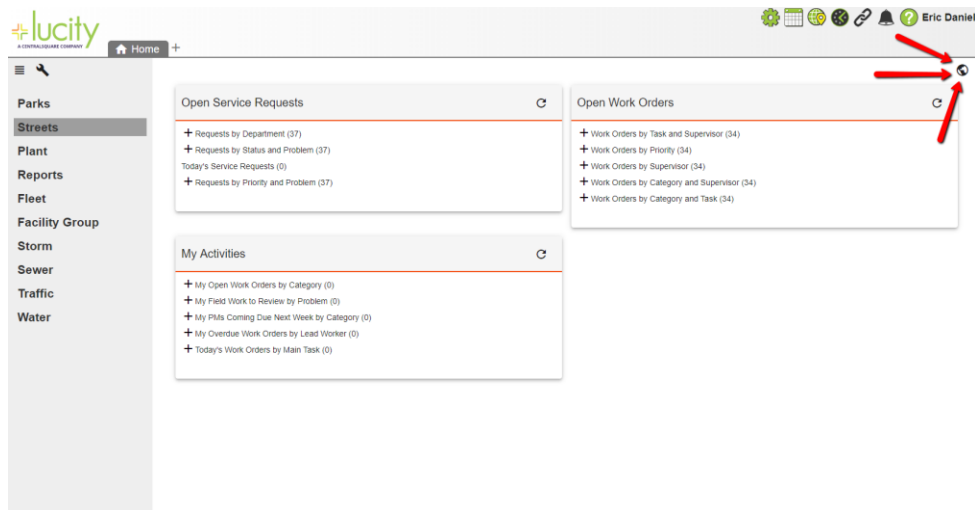 lucity
A CENTRALSQUARE COMPANY
Home +
Eric Daniel
Parks
Streets
Plant
Reports
Fleet
Facility Group
Storm
Sewer
Traffic
Water
Open Service Requests
+ Requests by Department (37)
+ Requests by Status and Problem (37)
Today's Service Requests (0)
+ Requests by Priority and Problem (37)
Open Work Orders
+ Work Orders by Task and Supervisor (34)
+ Work Orders by Priority (34)
+ Work Orders by Supervisor (34)
+ Work Orders by Category and Supervisor (34)
+ Work Orders by Category and Task (34)
My Activities
+ My Open Work Orders by Category (0)
+ My Field Work to Review by Problem (0)
+ My PMs Coming Due Next Week by Category (0)
+ My Overdue Work Orders by Lead Worker (0)
+ Today's Work Orders by Main Task (0)